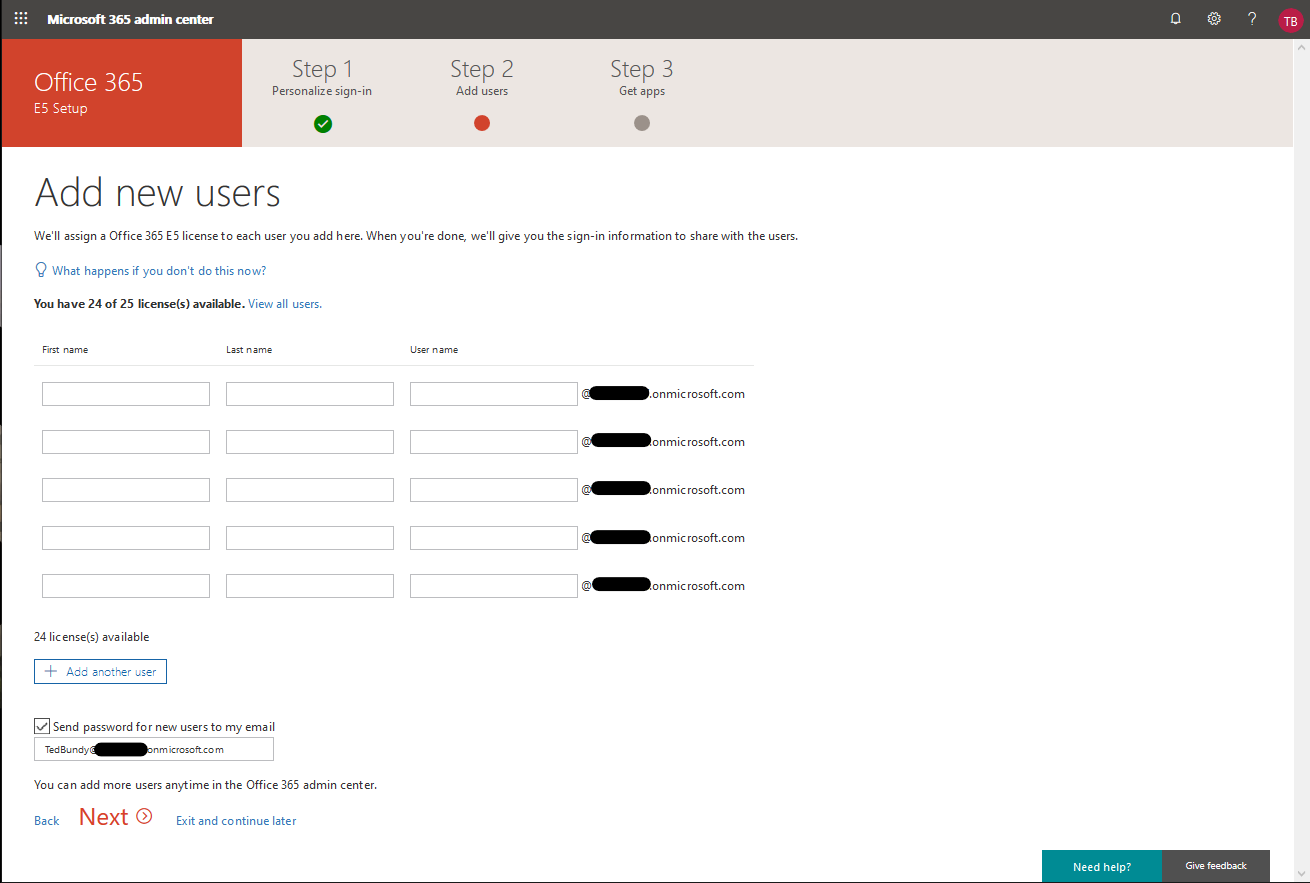 Microsoft 365 admin center
?
TB
Office 365
E5 Setup
Step 1
Personalize sign-in
Step 2
Add users
Step 3
Get apps
Add new users
We'll assign a Office 365 E5 license to each user you add here. When you're done, we'll give you the sign-in information to share with the users.
What happens if you don't do this now?
You have 24 of 25 license(s) available. View all users.
First name Last name User name
@ .onmicrosoft.com
@ .onmicrosoft.com
@ .onmicrosoft.com
@ .onmicrosoft.com
@ .onmicrosoft.com
24 license(s) available
Add another user
Send password for new users to my email
TedBundy@ onmicrosoft.com
You can add more users anytime in the Office 365 admin center.
Back Next Exit and continue later
Need help? Give feedback